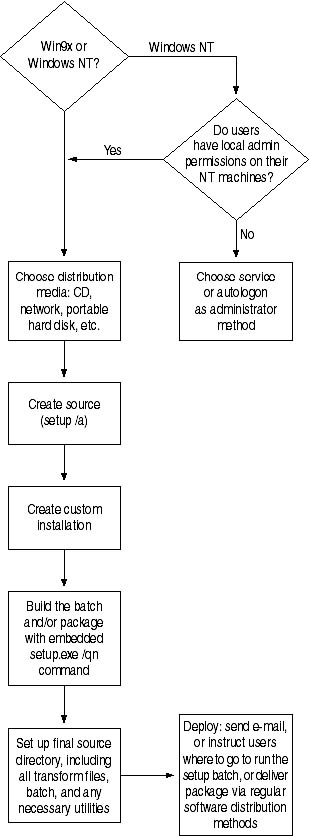 Win9x or
Windows NT?
Windows NT
Do users
have local admin
permissions on their
NT machines?
Yes
No
Choose distribution
media: CD,
network, portable
hard disk, etc.
Choose service
or autologon
as administrator
method
Create source
(setup /a)
Create custom
installation
Build the batch
and/or package
with embedded
setup.exe /qn
command
Set up final source
directory, including
all transform files,
batch, and any
necessary utilities
Deploy: send e-mail,
or instruct users
where to go to run the
setup batch, or deliver
package via regular
software distribution
methods